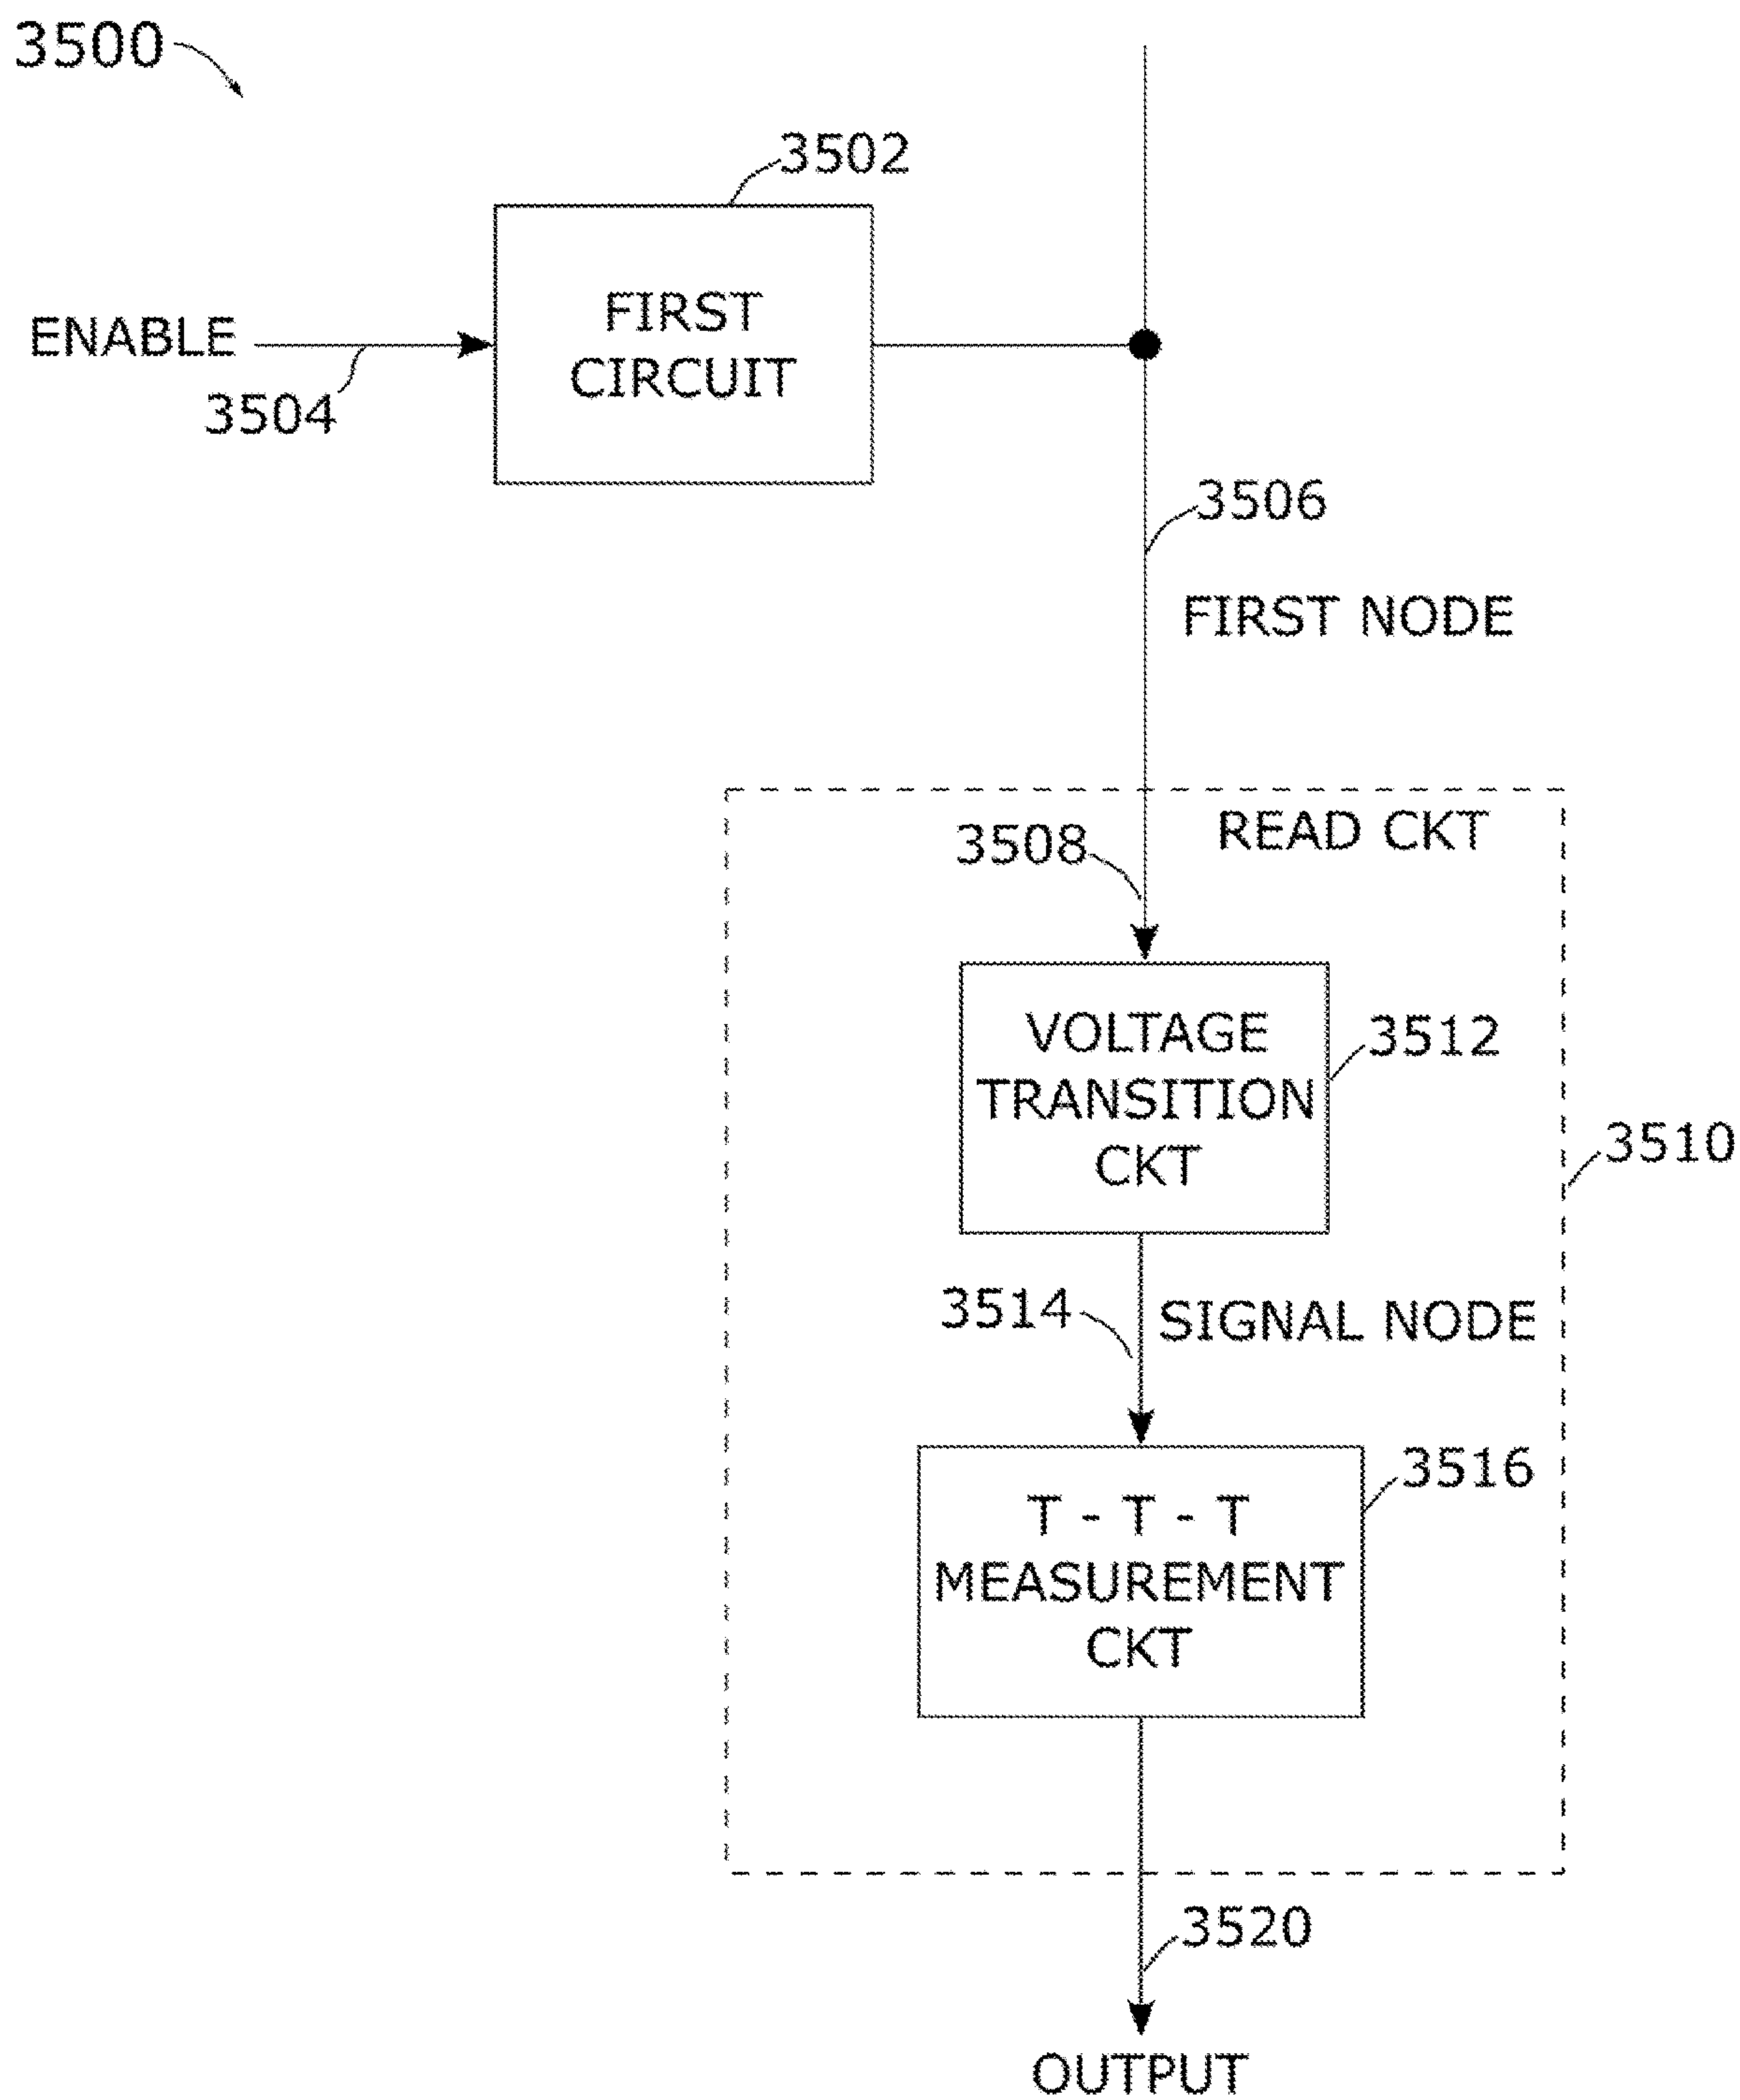 3500
3502
FIRST
CIRCUIT
ENABLE
3504
3506
FIRST NODE
READ CKT
3508
VOLTAGE
TRANSITION
CKT
3512
3510
3514
SIGNAL NODE
3516
T - T - T
MEASUREMENT
CKT
3520
OUTPUT